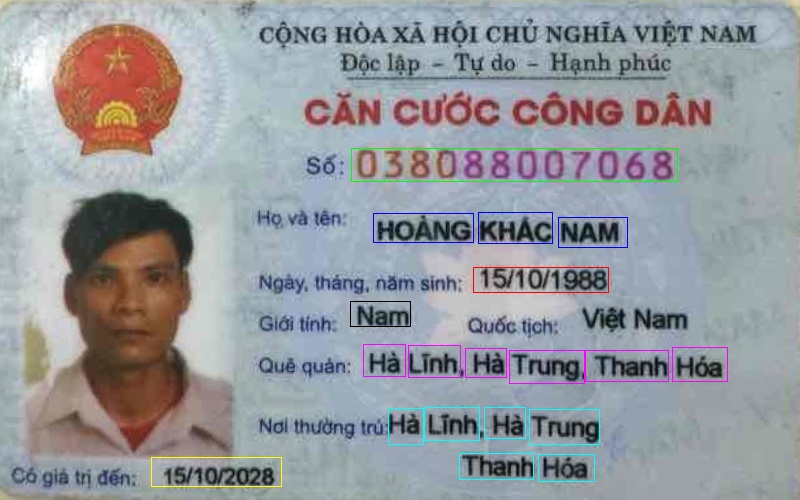 CỘNG HÒA XÃ HỘI CHỦ NGHĨA VIỆT NAM
Độc lập - Tự do - Hạnh phúc
CĂN CƯỚC CÔNG DÂN
Số: 038088007068
Họ và tên: HOÀNG KHÁC NAM
Ngày, tháng, năm sinh: 15/10/1988
Giới tính: Nam Quốc tịch: Việt Nam
Quê quán: Hà Lĩnh, Hà Trung, Thanh Hóa
Nơi thường trú: Hà Lĩnh, Hà Trung
Thanh Hóa
Có giá trị đến: 15/10/2028